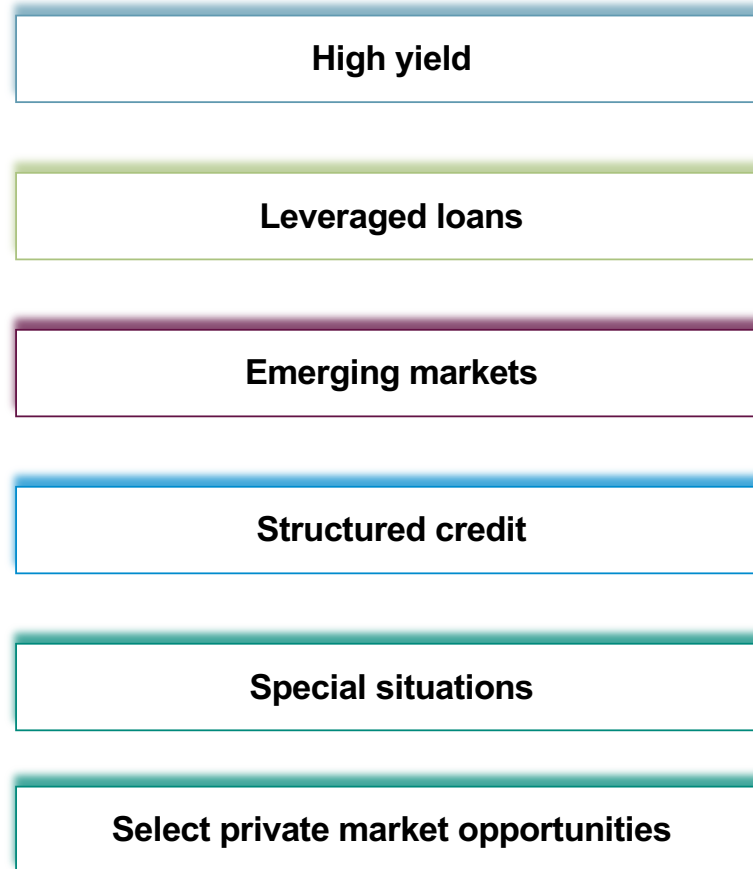 High yield
Leveraged loans
Emerging markets
Structured credit
Special situations
Select private market opportunities